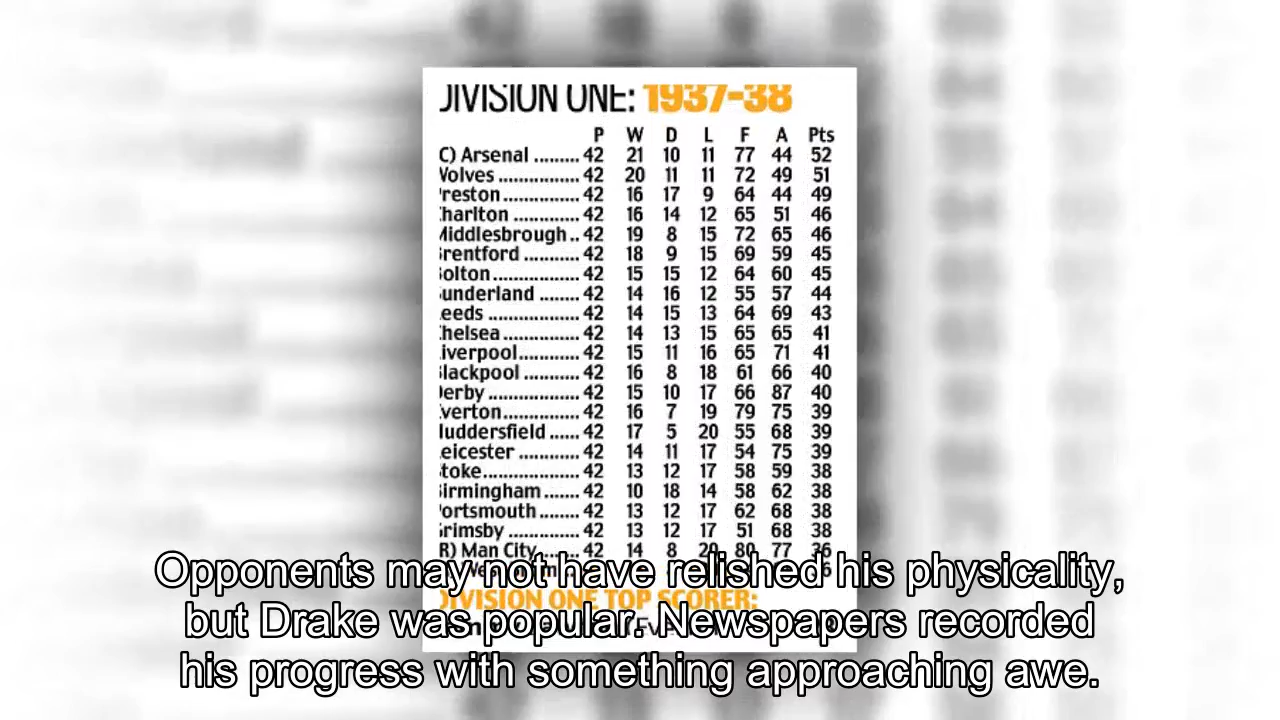 DIVISION ONE: 1937-38
P W D L F A Pts
C) Arsenal ......... 42 21 10 11 77 44 52
Wolves ................ 42 20 11 11 72 49 51
Preston ............... 42 16 17 9 64 44 49
Charlton ............. 42 16 14 12 65 51 46
Middlesbrough .. 42 19 8 15 72 65 46
Brentford ........... 42 18 9 15 69 59 45
Bolton ................. 42 15 15 12 64 60 45
Sunderland ........ 42 14 16 12 55 57 44
Leeds .................. 42 14 15 13 64 69 43
Chelsea ............... 42 14 13 15 65 65 41
Liverpool ............ 42 15 11 16 65 71 41
Blackpool ............ 42 16 8 18 61 66 40
Derby .................. 42 15 10 17 66 87 40
Everton ............... 42 16 7 19 79 75 39
Huddersfield ...... 42 17 5 20 55 68 39
Leicester ............ 42 14 11 17 54 75 39
Stoke ................... 42 13 12 17 58 59 38
Birmingham ....... 42 10 18 14 58 62 38
Portsmouth ........ 42 13 12 17 62 68 38
Grimsby .............. 42 13 12 17 51 68 38
R) Man City ....... 42 14 8 20 80 77 36
DIVISION ONE TOP SCORER:
Opponents may not have relished his physicality,
but Drake was popular. Newspapers recorded
his progress with something approaching awe.